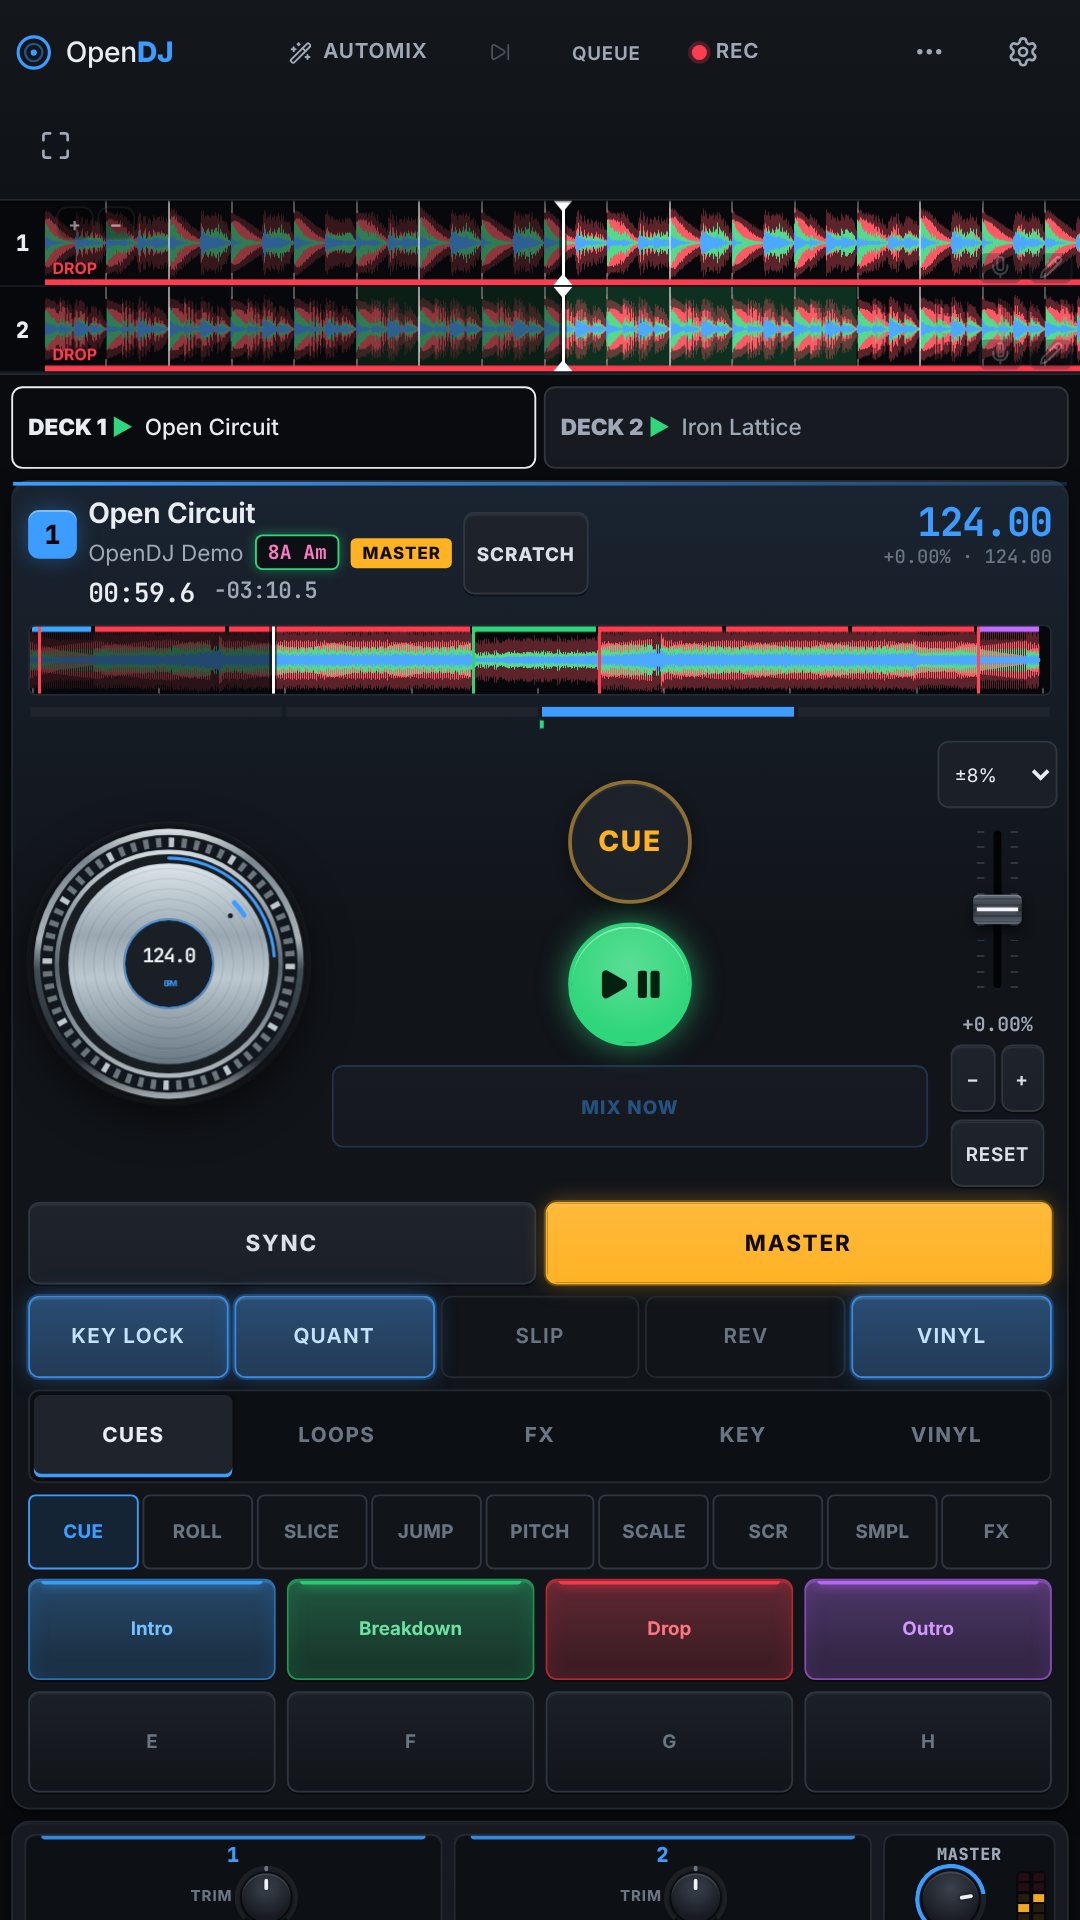 OpenDJ AUTOMIX QUEUE REC
1 DROP
2 DROP
DECK 1 Open Circuit DECK 2 Iron Lattice
1 Open Circuit 124.00
OpenDJ Demo 8A Am MASTER SCRATCH +0.00% · 124.00
00:59.6 -03:10.5
±8%
CUE
124.0
BPM
+0.00%
− +
MIX NOW
RESET
SYNC MASTER
KEY LOCK QUANT SLIP REV VINYL
CUES LOOPS FX KEY VINYL
CUE ROLL SLICE JUMP PITCH SCALE SCR SMPL FX
Intro Breakdown Drop Outro
E F G H
1 2 MASTER
TRIM TRIM